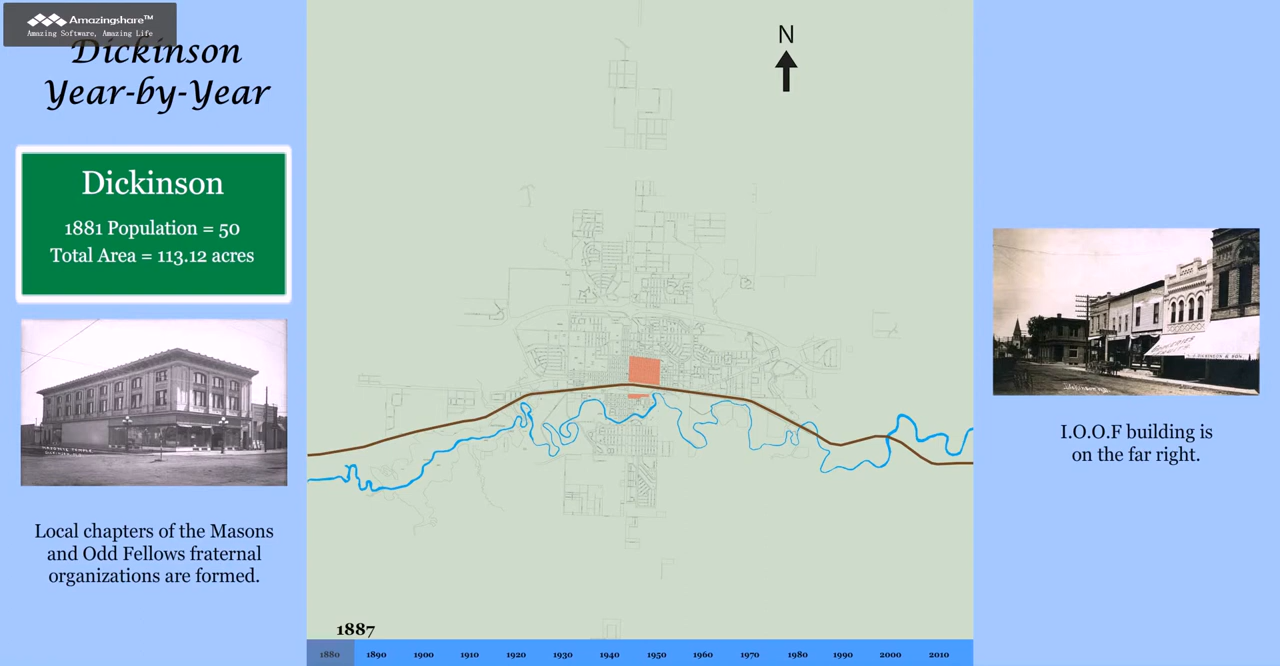 Amazingshare™
Amazing Software, Amazing Life
Dickinson
Year-by-Year
Dickinson
1881 Population = 50
Total Area = 113.12 acres
Local chapters of the Masons
and Odd Fellows fraternal
organizations are formed.
N
1887
1880 1890 1900 1910 1920 1930 1940 1950 1960 1970 1980 1990 2000 2010
I.O.O.F building is
on the far right.